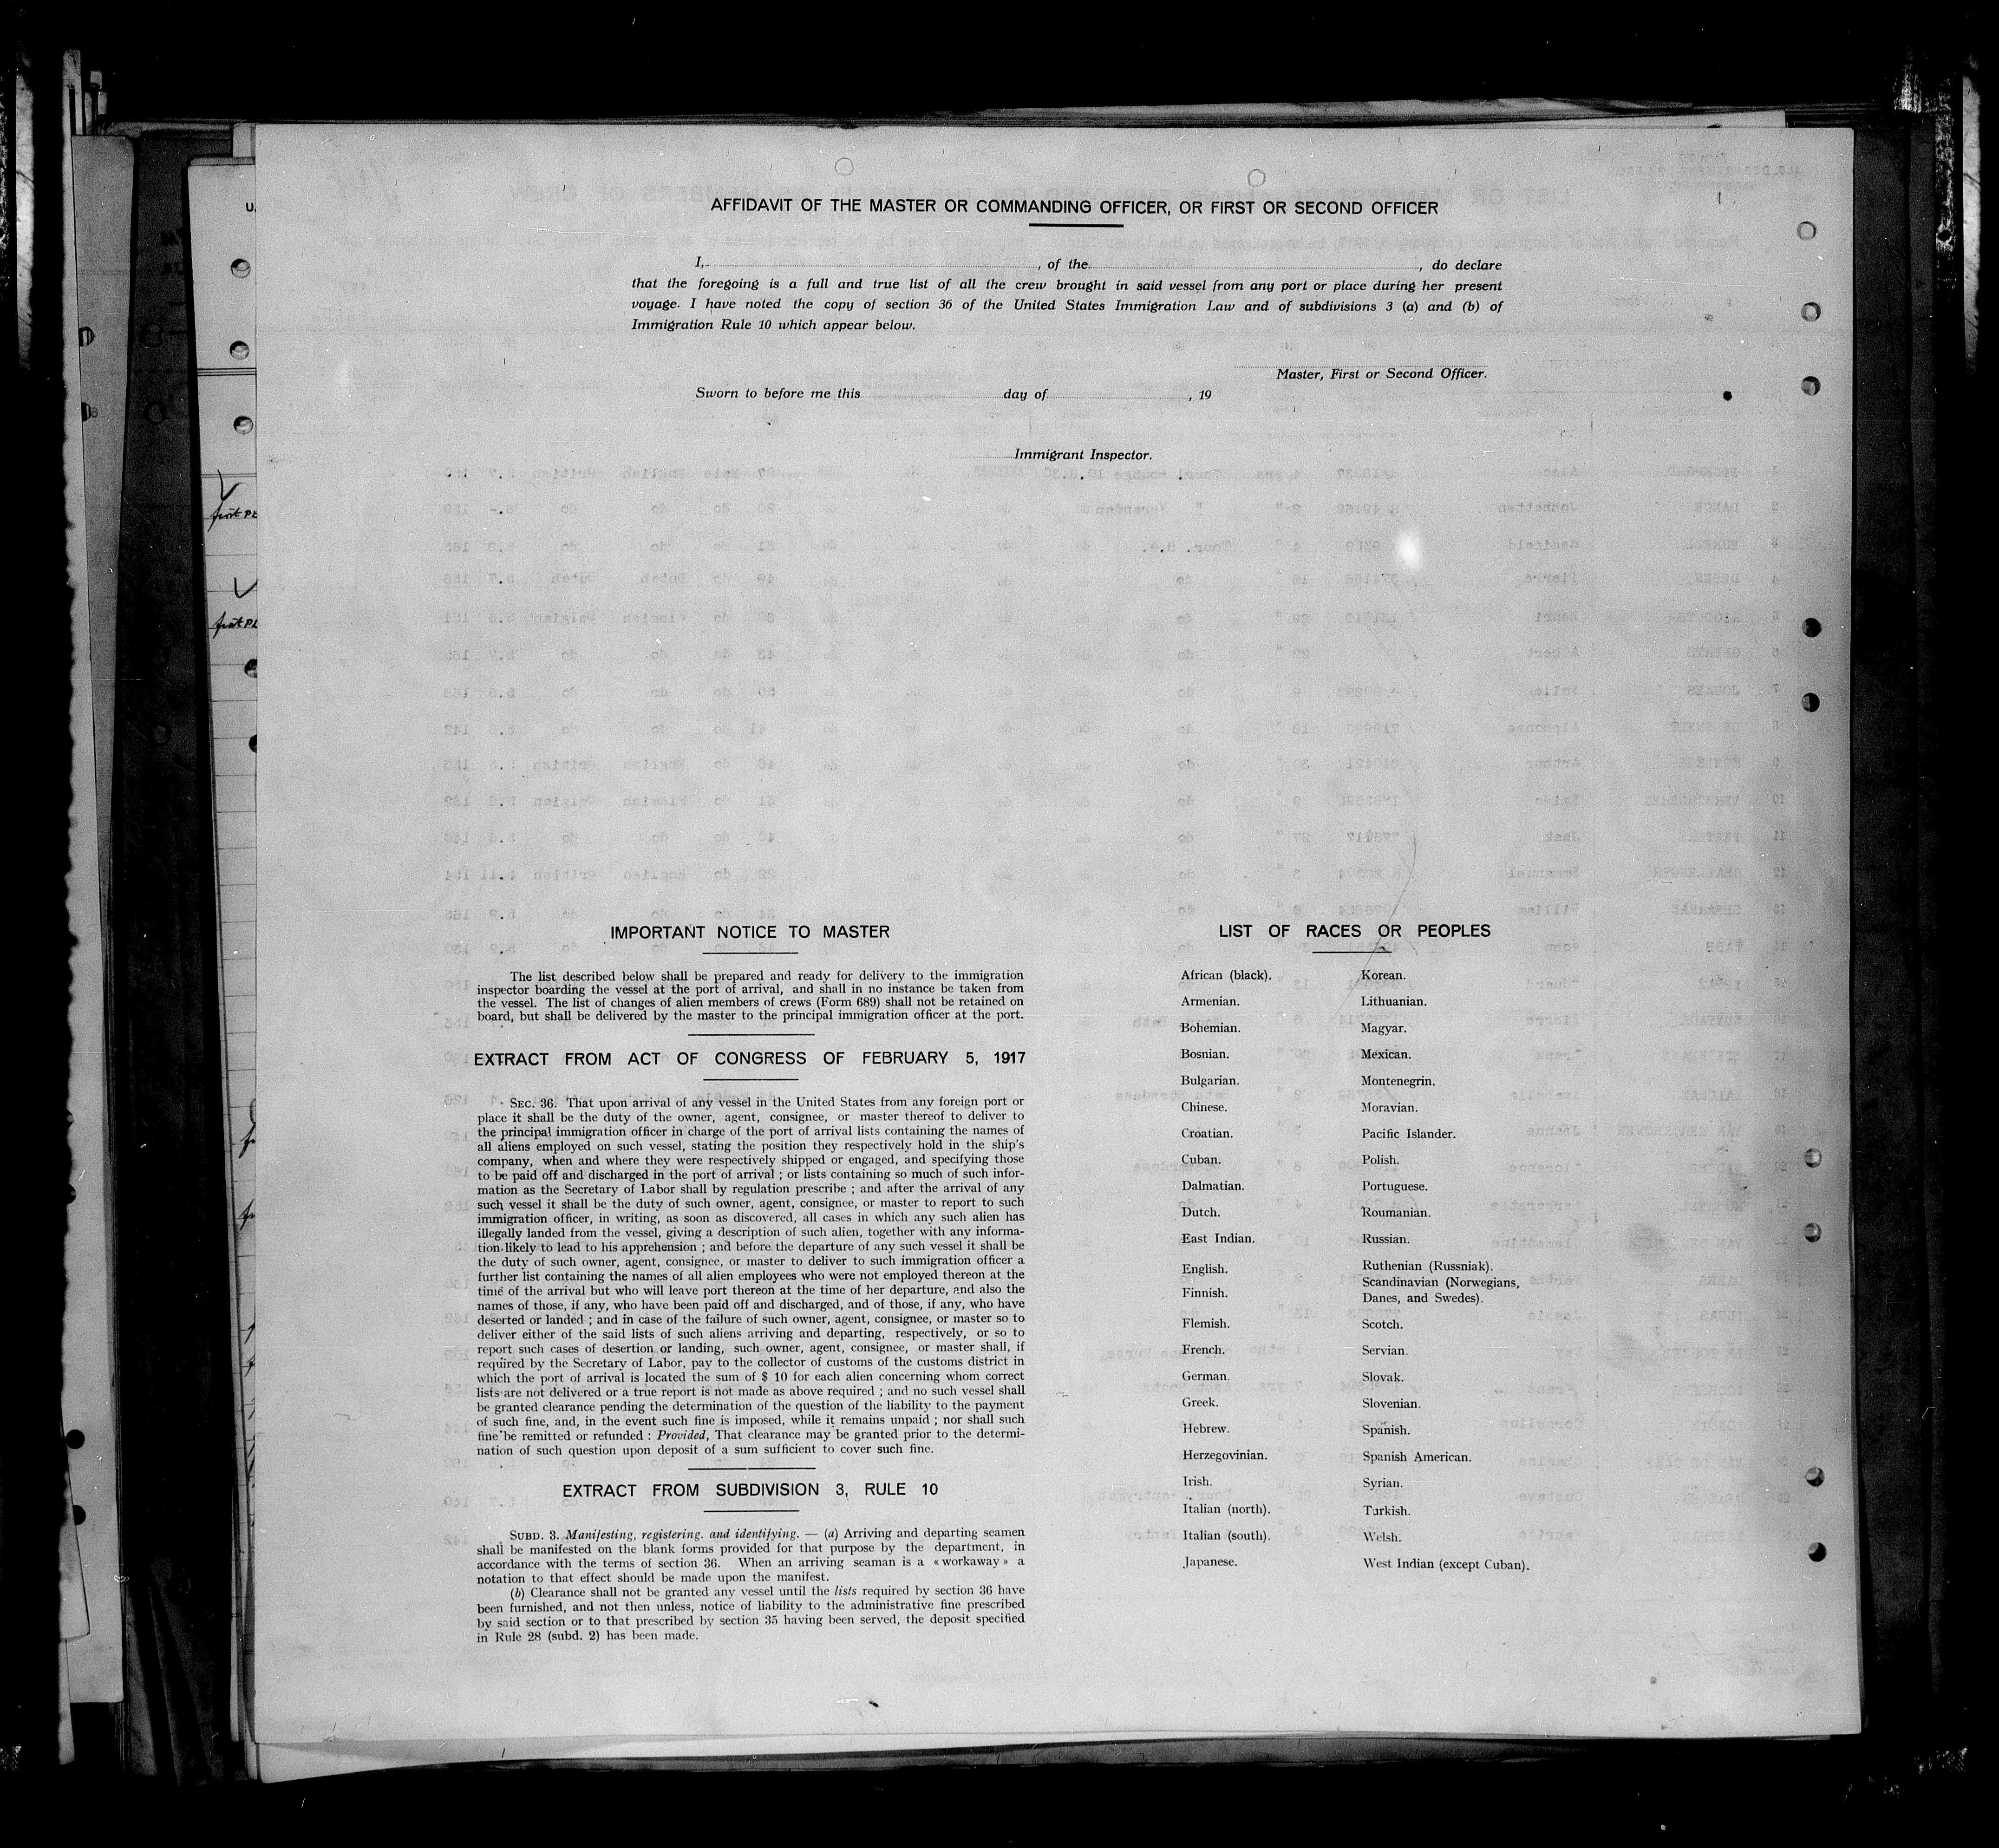 AFFIDAVIT OF THE MASTER OR COMMANDING OFFICER, OR FIRST OR SECOND OFFICER
I, , of the , do declare
that the foregoing is a full and true list of all the crew brought in said vessel from any port or place during her present
voyage. I have noted the copy of section 36 of the United States Immigration Law and of subdivisions 3 (a) and (b) of
Immigration Rule 10 which appear below.
Master, First or Second Officer.
Sworn to before me this day of , 19
Immigrant Inspector.
IMPORTANT NOTICE TO MASTER
The list described below shall be prepared and ready for delivery to the immigration
inspector boarding the vessel at the port of arrival, and shall in no instance be taken from
the vessel. The list of changes of alien members of crews (Form 689) shall not be retained on
board, but shall be delivered by the master to the principal immigration officer at the port.
EXTRACT FROM ACT OF CONGRESS OF FEBRUARY 5, 1917
SEC. 36. That upon arrival of any vessel in the United States from any foreign port or
place it shall be the duty of the owner, agent, consignee, or master thereof to deliver to
the principal immigration officer in charge of the port of arrival lists containing the names of
all aliens employed on such vessel, stating the position they respectively hold in the ship's
company, when and where they were respectively shipped or engaged, and specifying those
to be paid off and discharged in the port of arrival ; or lists containing so much of such infor-
mation as the Secretary of Labor shall by regulation prescribe ; and after the arrival of any
such vessel it shall be the duty of such owner, agent, consignee, or master to report to such
immigration officer, in writing, as soon as discovered, all cases in which any such alien has
illegally landed from the vessel, giving a description of such alien, together with any informa-
tion likely to lead to his apprehension ; and before the departure of any such vessel it shall be
the duty of such owner, agent, consignee, or master to deliver to such immigration officer a
further list containing the names of all alien employees who were not employed thereon at the
time of the arrival but who will leave port thereon at the time of her departure, and also the
names of those, if any, who have been paid off and discharged, and of those, if any, who have
deserted or landed ; and in case of the failure of such owner, agent, consignee, or master so to
deliver either of the said lists of such aliens arriving and departing, respectively, or so to
report such cases of desertion or landing, such owner, agent, consignee, or master shall, if
required by the Secretary of Labor, pay to the collector of customs of the customs district in
which the port of arrival is located the sum of $ 10 for each alien concerning whom correct
lists are not delivered or a true report is not made as above required ; and no such vessel shall
be granted clearance pending the determination of the question of the liability to the payment
of such fine, and, in the event such fine is imposed, while it remains unpaid ; nor shall such
fine be remitted or refunded : Provided, That clearance may be granted prior to the determi-
nation of such question upon deposit of a sum sufficient to cover such fine.
EXTRACT FROM SUBDIVISION 3, RULE 10
SUBD. 3. Manifesting, registering, and identifying. — (a) Arriving and departing seamen
shall be manifested on the blank forms provided for that purpose by the department, in
accordance with the terms of section 36. When an arriving seaman is a « workaway » a
notation to that effect should be made upon the manifest.
(b) Clearance shall not be granted any vessel until the lists required by section 36 have
been furnished, and not then unless, notice of liability to the administrative fine prescribed
by said section or to that prescribed by section 35 having been served, the deposit specified
in Rule 28 (subd. 2) has been made.
LIST OF RACES OR PEOPLES
African (black).
Armenian.
Bohemian.
Bosnian.
Bulgarian.
Chinese.
Croatian.
Cuban.
Dalmatian.
Dutch.
East Indian.
English.
Finnish.
Flemish.
French.
German.
Greek.
Hebrew.
Herzegovinian.
Irish.
Italian (north).
Italian (south).
Japanese.
Korean.
Lithuanian.
Magyar.
Mexican.
Montenegrin.
Moravian.
Pacific Islander.
Polish.
Portuguese.
Roumanian.
Russian.
Ruthenian (Russniak).
Scandinavian (Norwegians,
Danes, and Swedes).
Scotch.
Servian.
Slovak.
Slovenian.
Spanish.
Spanish American.
Syrian.
Turkish.
Welsh.
West Indian (except Cuban).